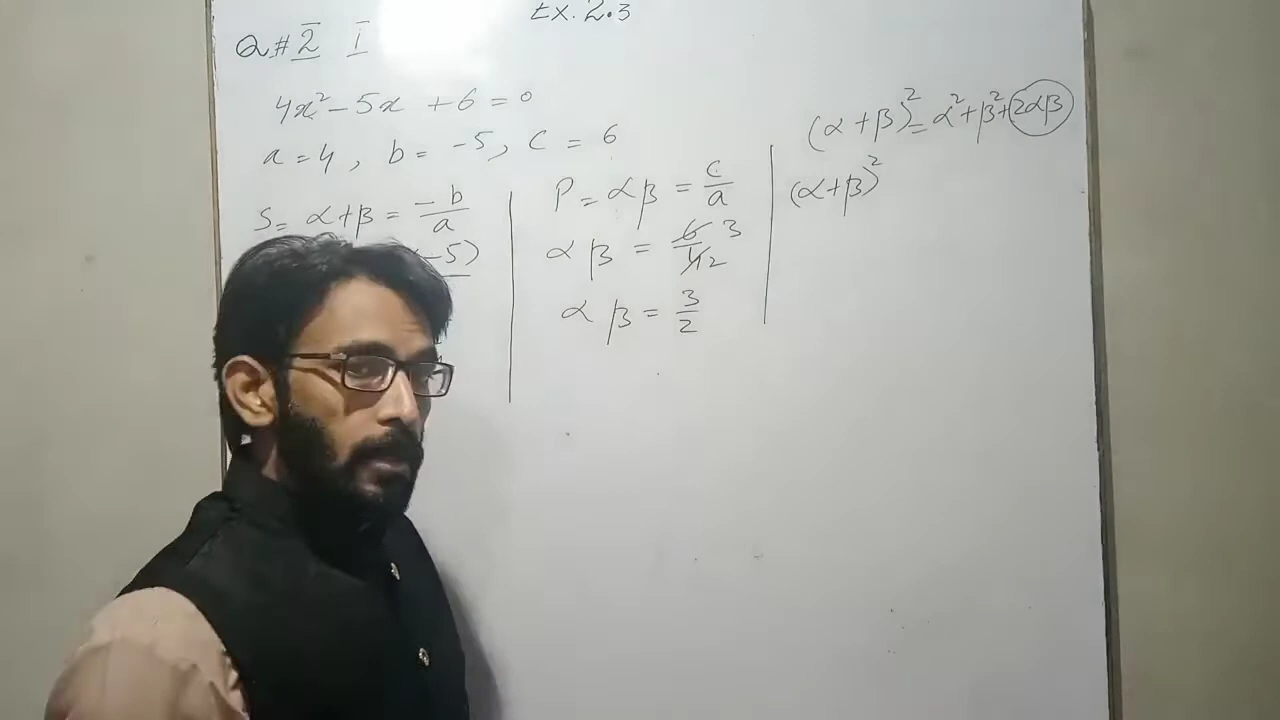 Ex. 2.3
Q# 2 I
4x² - 5x + 6 = 0
a = 4, b = -5, c = 6
S = α+β = -b/a
-5)
P = αβ = c/a
αβ = 6/4 3/2
αβ = 3/2
(α+β)² = α²+β²+2αβ
(α+β)²